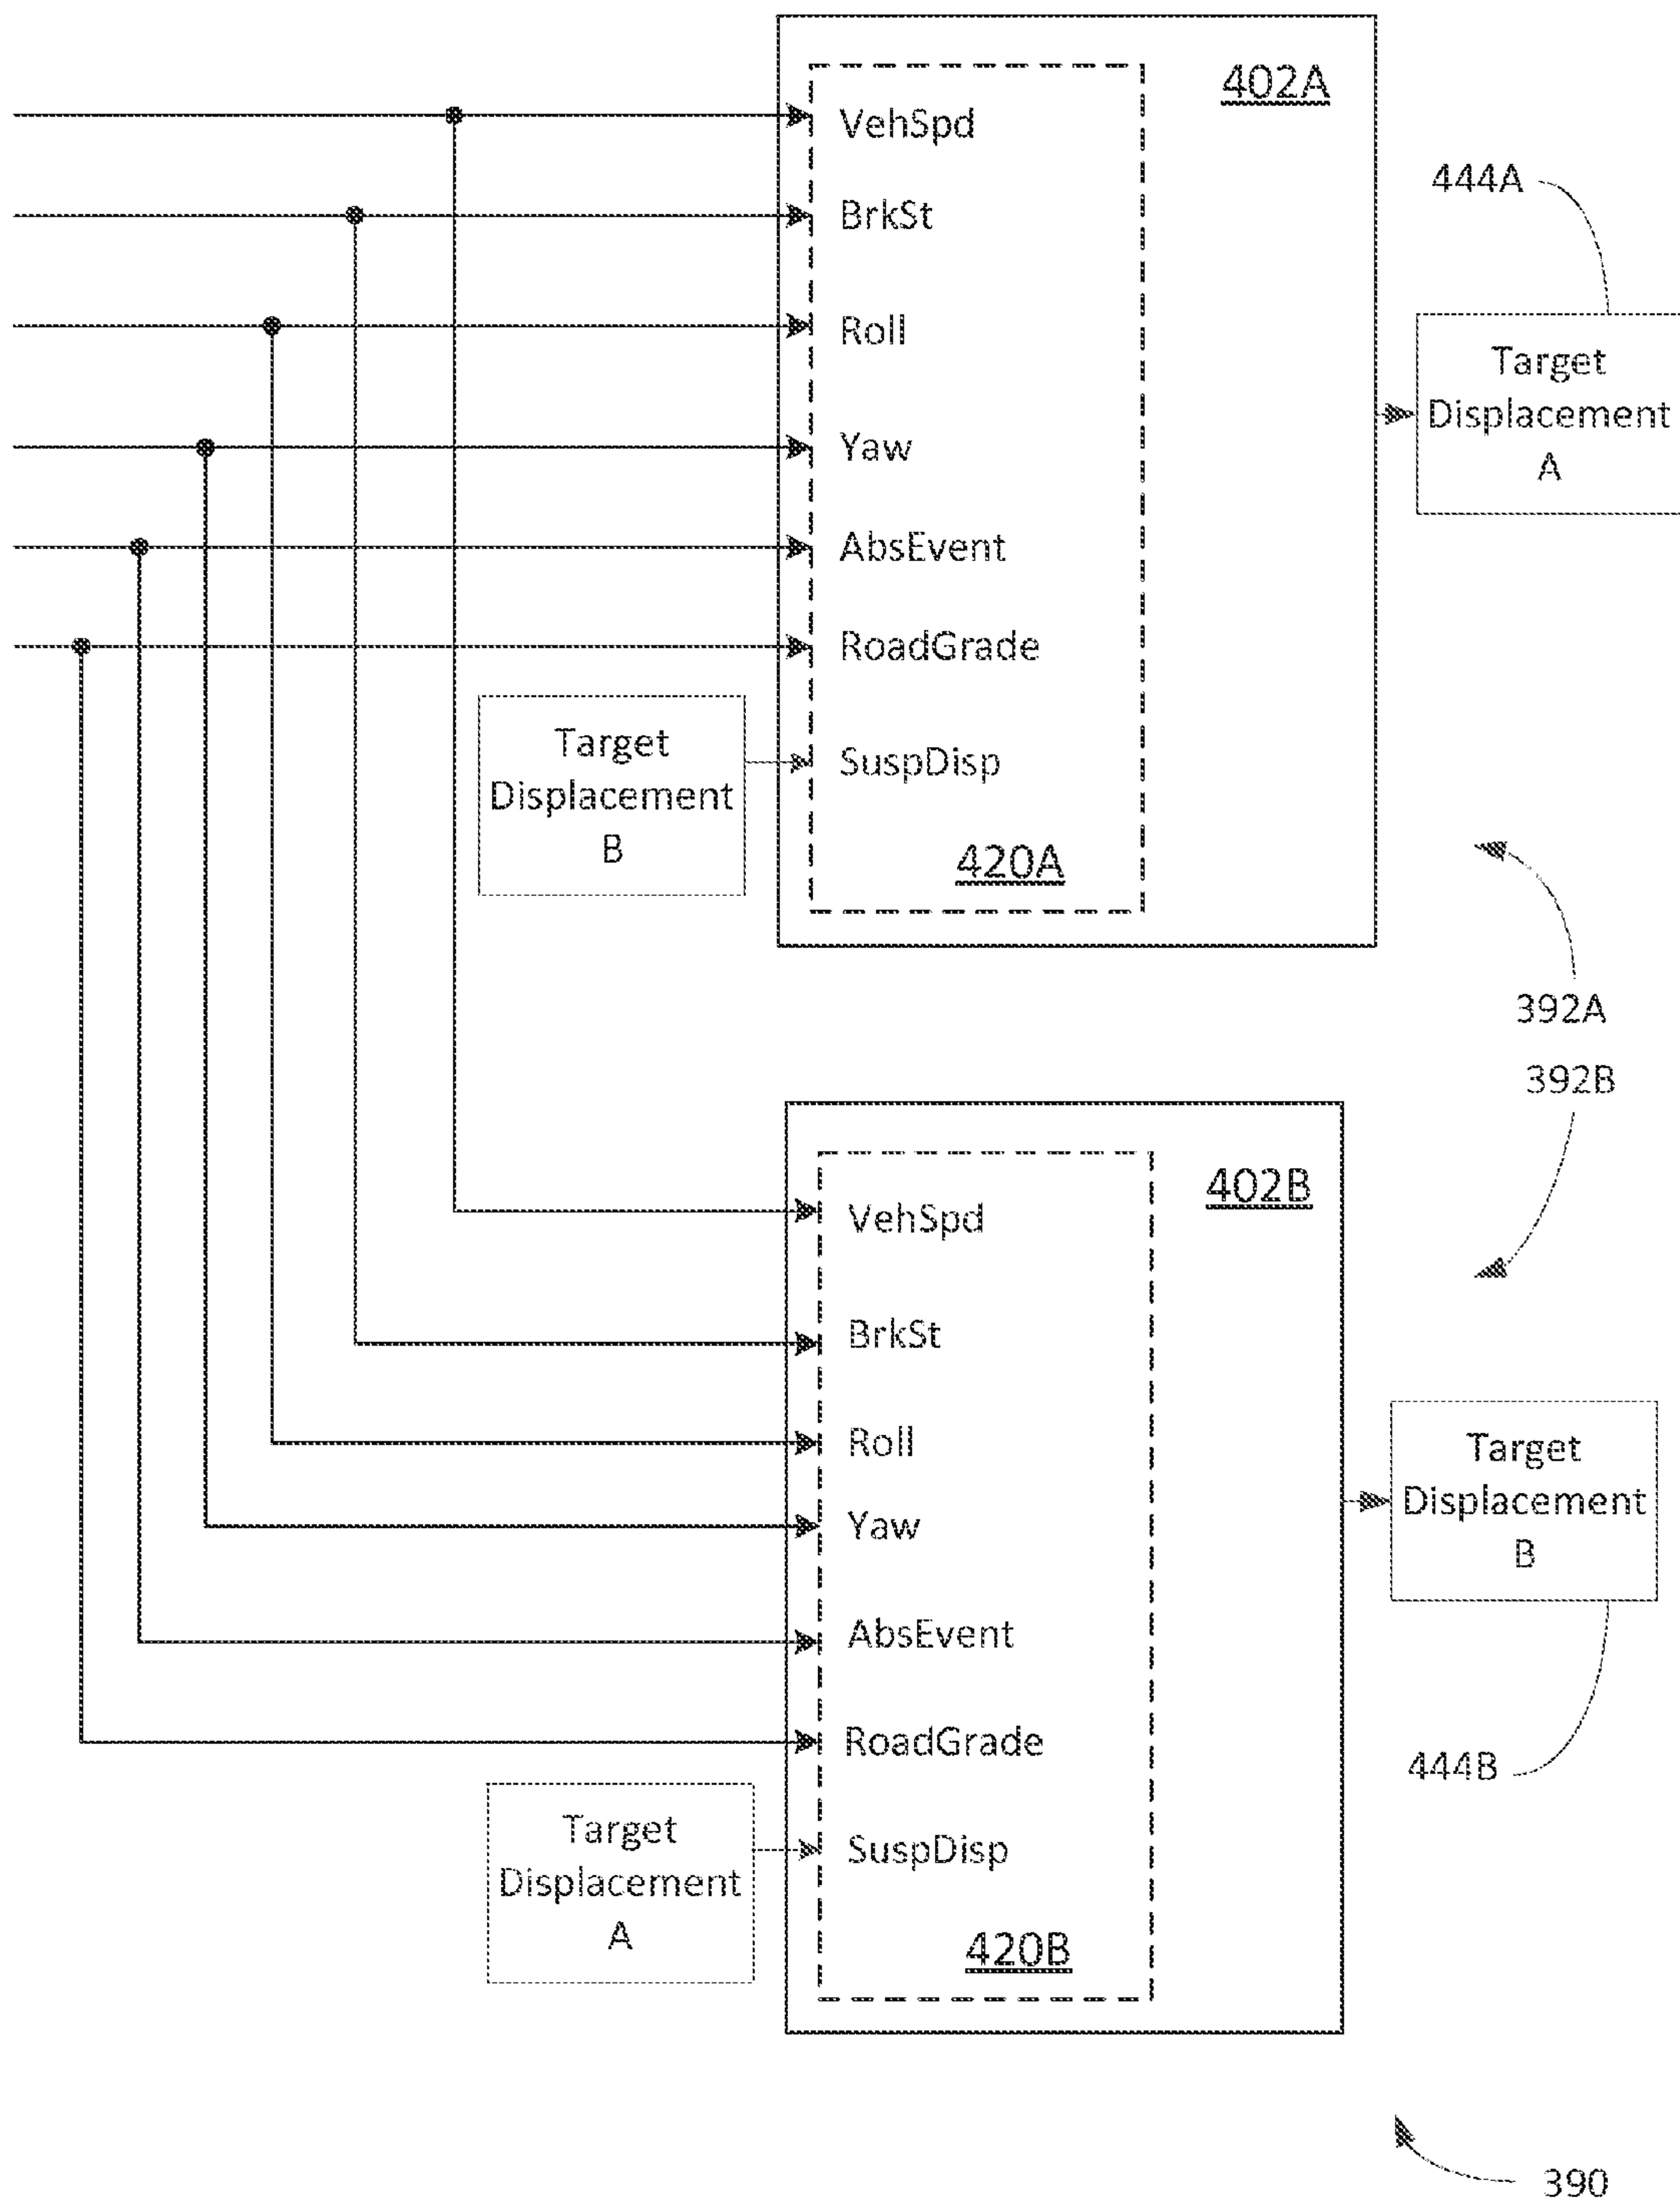 402A
VehSpd
444A
BrkSt
Roll
Target
Displacement
A
Yaw
AbsEvent
RoadGrade
Target
Displacement
B
SuspDisp
420A
392A
392B
402B
VehSpd
BrkSt
Roll
Target
Displacement
B
Yaw
AbsEvent
RoadGrade
444B
Target
Displacement
A
SuspDisp
420B
390